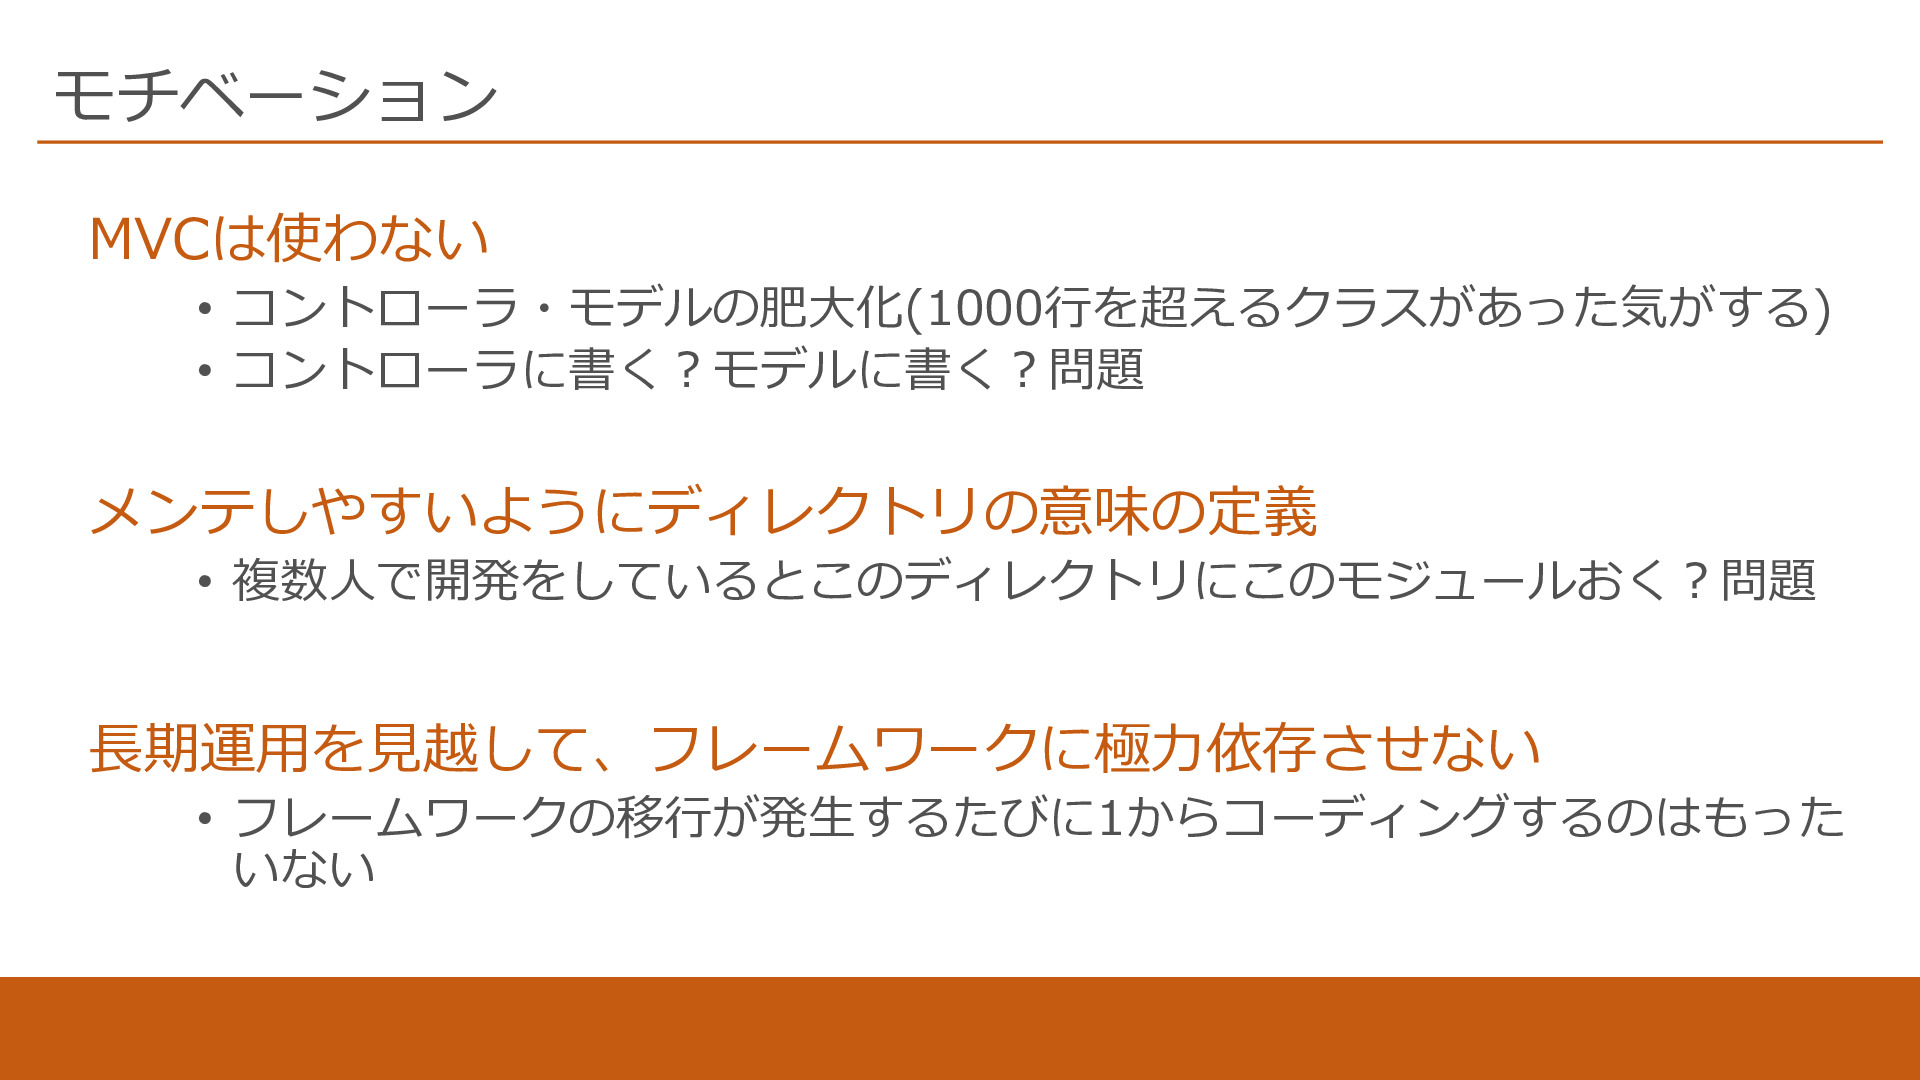 モチベーション
MVCは使わない
• コントローラ・モデルの肥大化(1000行を超えるクラスがあった気がする)
• コントローラに書く？モデルに書く？問題
メンテしやすいようにディレクトリの意味の定義
• 複数人で開発をしているとこのディレクトリにこのモジュールおく？問題
長期運用を見越して、フレームワークに極力依存させない
• フレームワークの移行が発生するたびに1からコーディングするのはもった
いない